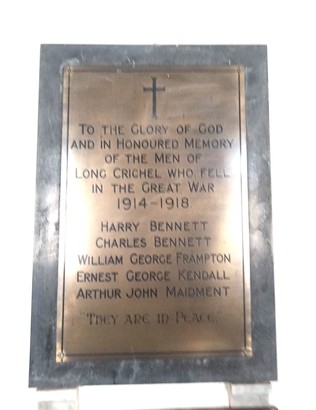 To the Glory of God
and in Honoured Memory
of the Men of
Long Crichel who fell
in the Great War
1914-1918
Harry Bennett
Charles Bennett
William George Frampton
Ernest George Kendall
Arthur John Maidment
"They are in Peace."